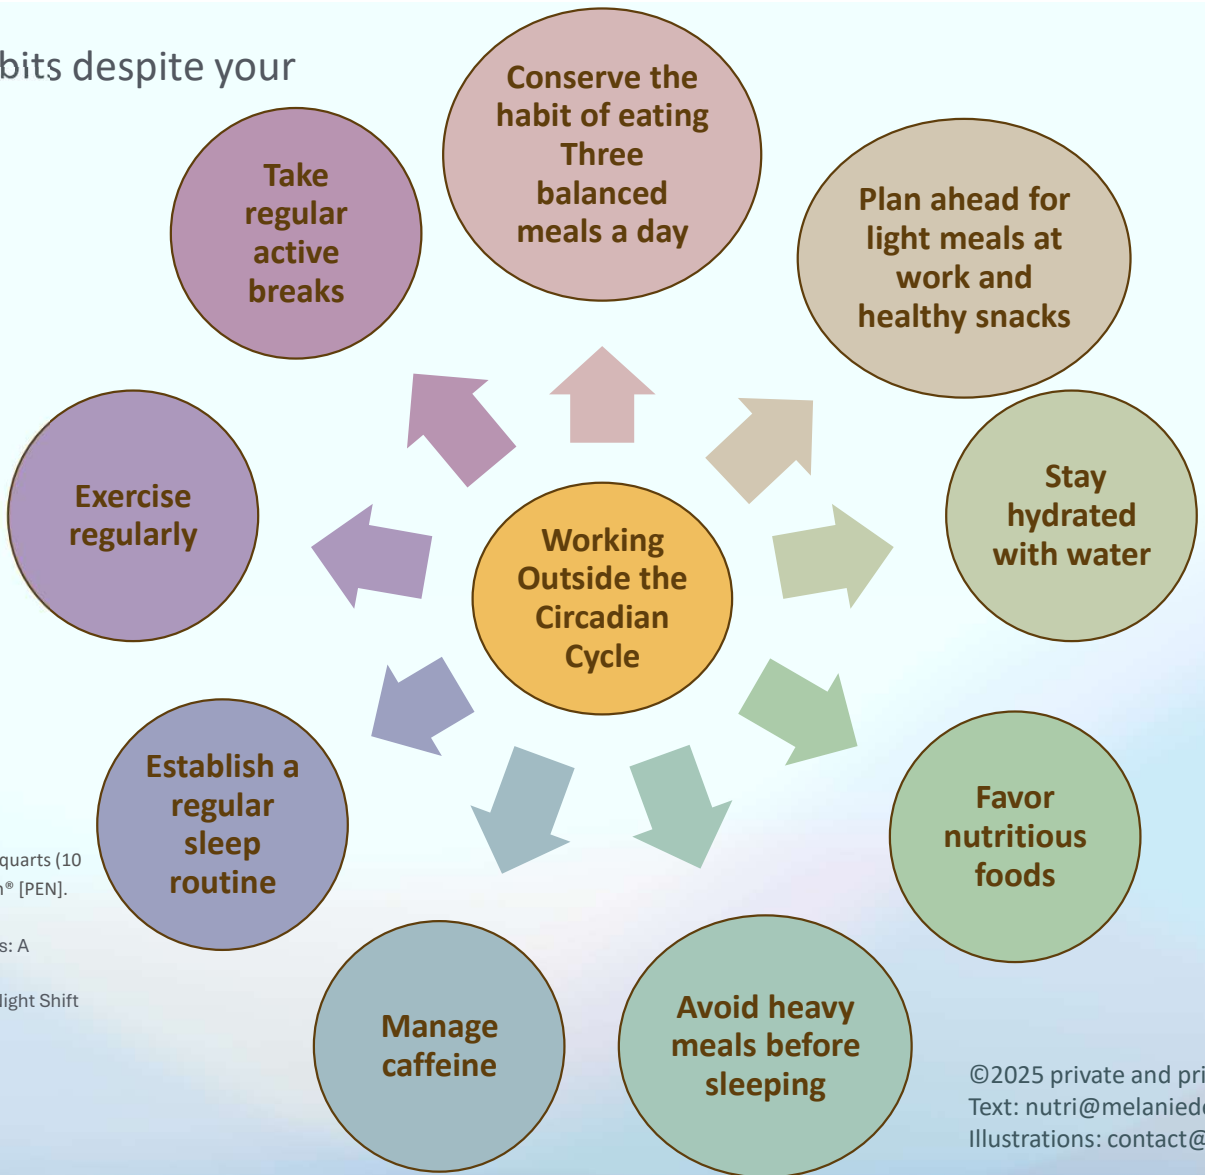 bits despite your
Conserve the
habit of eating
Three
balanced
meals a day
Plan ahead for
light meals at
work and
healthy snacks
Stay
hydrated
with water
Favor
nutritious
foods
Avoid heavy
meals before
sleeping
Manage
caffeine
Establish a
regular
sleep
routine
Exercise
regularly
Take
regular
active
breaks
Working
Outside the
Circadian
Cycle
quarts (10
n® [PEN].
s: A
Night Shift
©2025 private and pri
Text: nutri@melanied
Illustrations: contact@